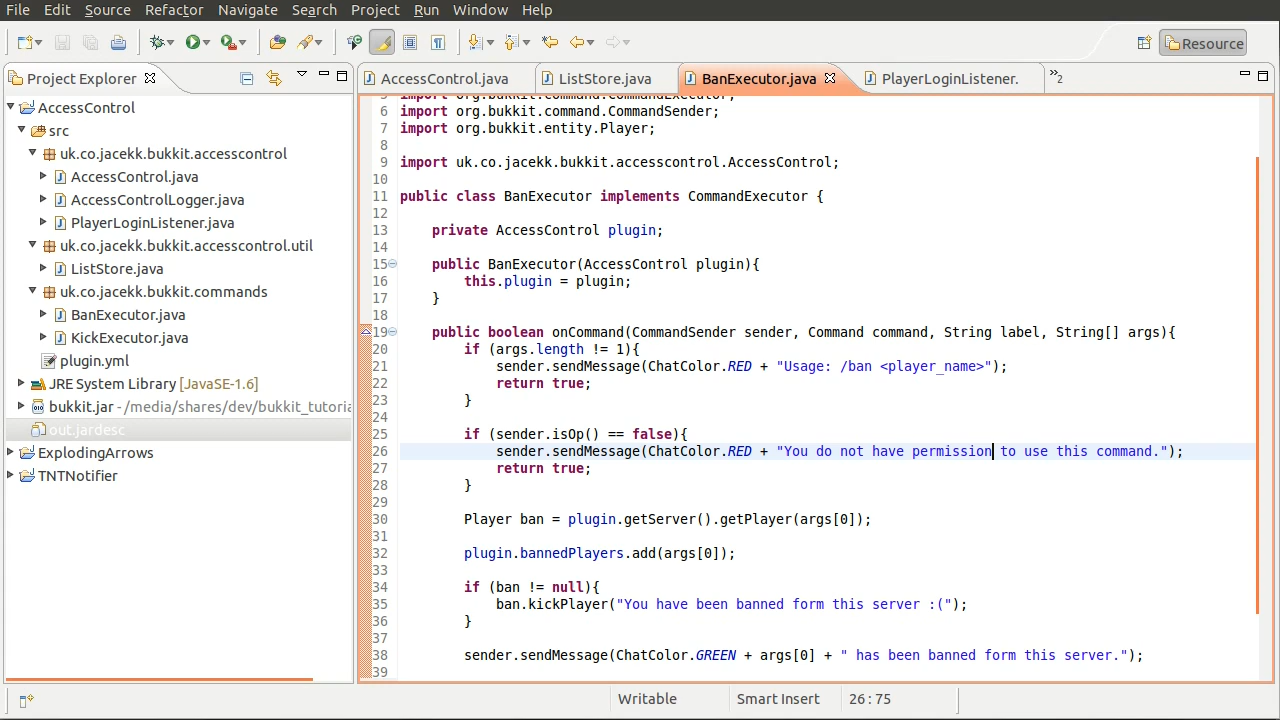 File Edit Source Refactor Navigate Search Project Run Window Help
Resource
Project Explorer
AccessControl.java ListStore.java BanExecutor.java PlayerLoginListener. »2
AccessControl
src
uk.co.jacekk.bukkit.accesscontrol
AccessControl.java
AccessControlLogger.java
PlayerLoginListener.java
uk.co.jacekk.bukkit.accesscontrol.util
ListStore.java
uk.co.jacekk.bukkit.commands
BanExecutor.java
KickExecutor.java
plugin.yml
JRE System Library [JavaSE-1.6]
bukkit.jar - /media/shares/dev/bukkit_tutoria
out.jardesc
ExplodingArrows
TNTNotifier
5 import org.bukkit.command.CommandExecutor;
6 import org.bukkit.command.CommandSender;
7 import org.bukkit.entity.Player;
8
9 import uk.co.jacekk.bukkit.accesscontrol.AccessControl;
10
11 public class BanExecutor implements CommandExecutor {
12
13 private AccessControl plugin;
14
15 public BanExecutor(AccessControl plugin){
16 this.plugin = plugin;
17 }
18
19 public boolean onCommand(CommandSender sender, Command command, String label, String[] args){
20 if (args.length != 1){
21 sender.sendMessage(ChatColor.RED + "Usage: /ban <player_name>");
22 return true;
23 }
24
25 if (sender.isOp() == false){
26 sender.sendMessage(ChatColor.RED + "You do not have permission to use this command.");
27 return true;
28 }
29
30 Player ban = plugin.getServer().getPlayer(args[0]);
31
32 plugin.bannedPlayers.add(args[0]);
33
34 if (ban != null){
35 ban.kickPlayer("You have been banned form this server :(");
36 }
37
38 sender.sendMessage(ChatColor.GREEN + args[0] + " has been banned form this server.");
39
Writable Smart Insert 26 : 75